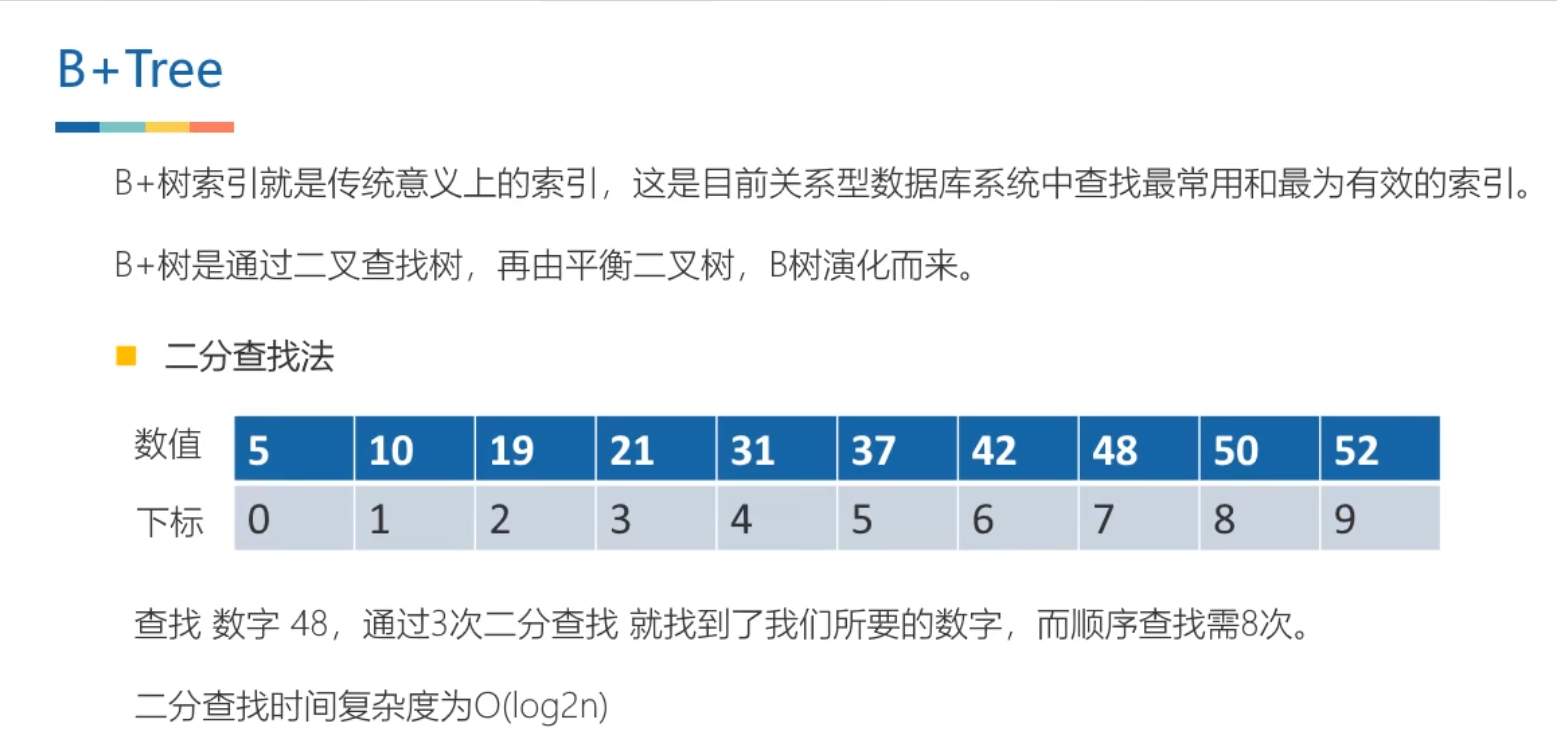 B+Tree
B+树索引就是传统意义上的索引，这是目前关系型数据库系统中查找最常用和最为有效的索引。
B+树是通过二叉查找树，再由平衡二叉树，B树演化而来。
二分查找法
数值 5 10 19 21 31 37 42 48 50 52
下标 0 1 2 3 4 5 6 7 8 9
查找 数字 48，通过3次二分查找 就找到了我们所要的数字，而顺序查找需8次。
二分查找时间复杂度为O(log2n)